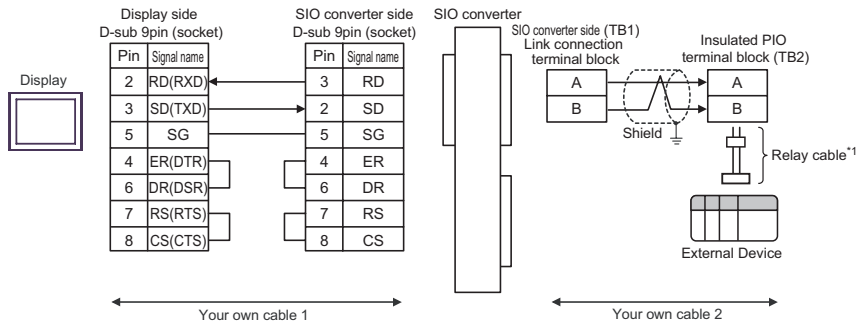 Display side
D-sub 9pin (socket)
SIO converter side
D-sub 9pin (socket)
SIO converter
SIO converter side (TB1)
Link connection
terminal block
Insulated PIO
terminal block (TB2)
Display
Pin Signal name
2 RD(RXD)
3 SD(TXD)
5 SG
4 ER(DTR)
6 DR(DSR)
7 RS(RTS)
8 CS(CTS)
Pin Signal name
3 RD
2 SD
5 SG
4 ER
6 DR
7 RS
8 CS
A
B
Shield
A
B
Relay cable*1
External Device
Your own cable 1
Your own cable 2